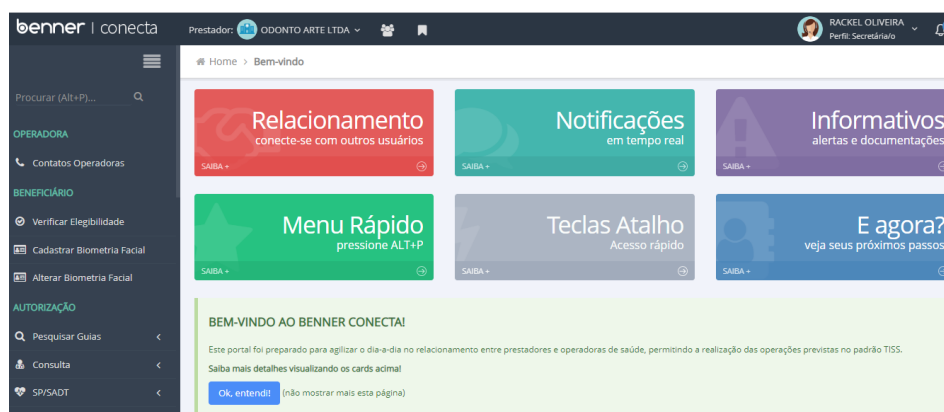 benner | conecta
Prestador: ODONTO ARTE LTDA
RACKEL OLIVEIRA
Perfil: Secretária/o
Home > Bem-vindo
Procurar (Alt+P)...
OPERADORA
Contatos Operadoras
BENEFICIÁRIO
Verificar Elegibilidade
Cadastrar Biometria Facial
Alterar Biometria Facial
AUTORIZAÇÃO
Pesquisar Guias
Consulta
SP/SADT
Relacionamento
conecte-se com outros usuários
SAIBA +
Notificações
em tempo real
SAIBA +
Informativos
alertas e documentações
SAIBA +
Menu Rápido
pressione ALT+P
SAIBA +
Teclas Atalho
Acesso rápido
SAIBA +
E agora?
veja seus próximos passos
SAIBA +
BEM-VINDO AO BENNER CONECTA!
Este portal foi preparado para agilizar o dia-a-dia no relacionamento entre prestadores e operadoras de saúde, permitindo a realização das operações previstas no padrão TISS.
Saiba mais detalhes visualizando os cards acima!
Ok, entendi! (não mostrar mais esta página)